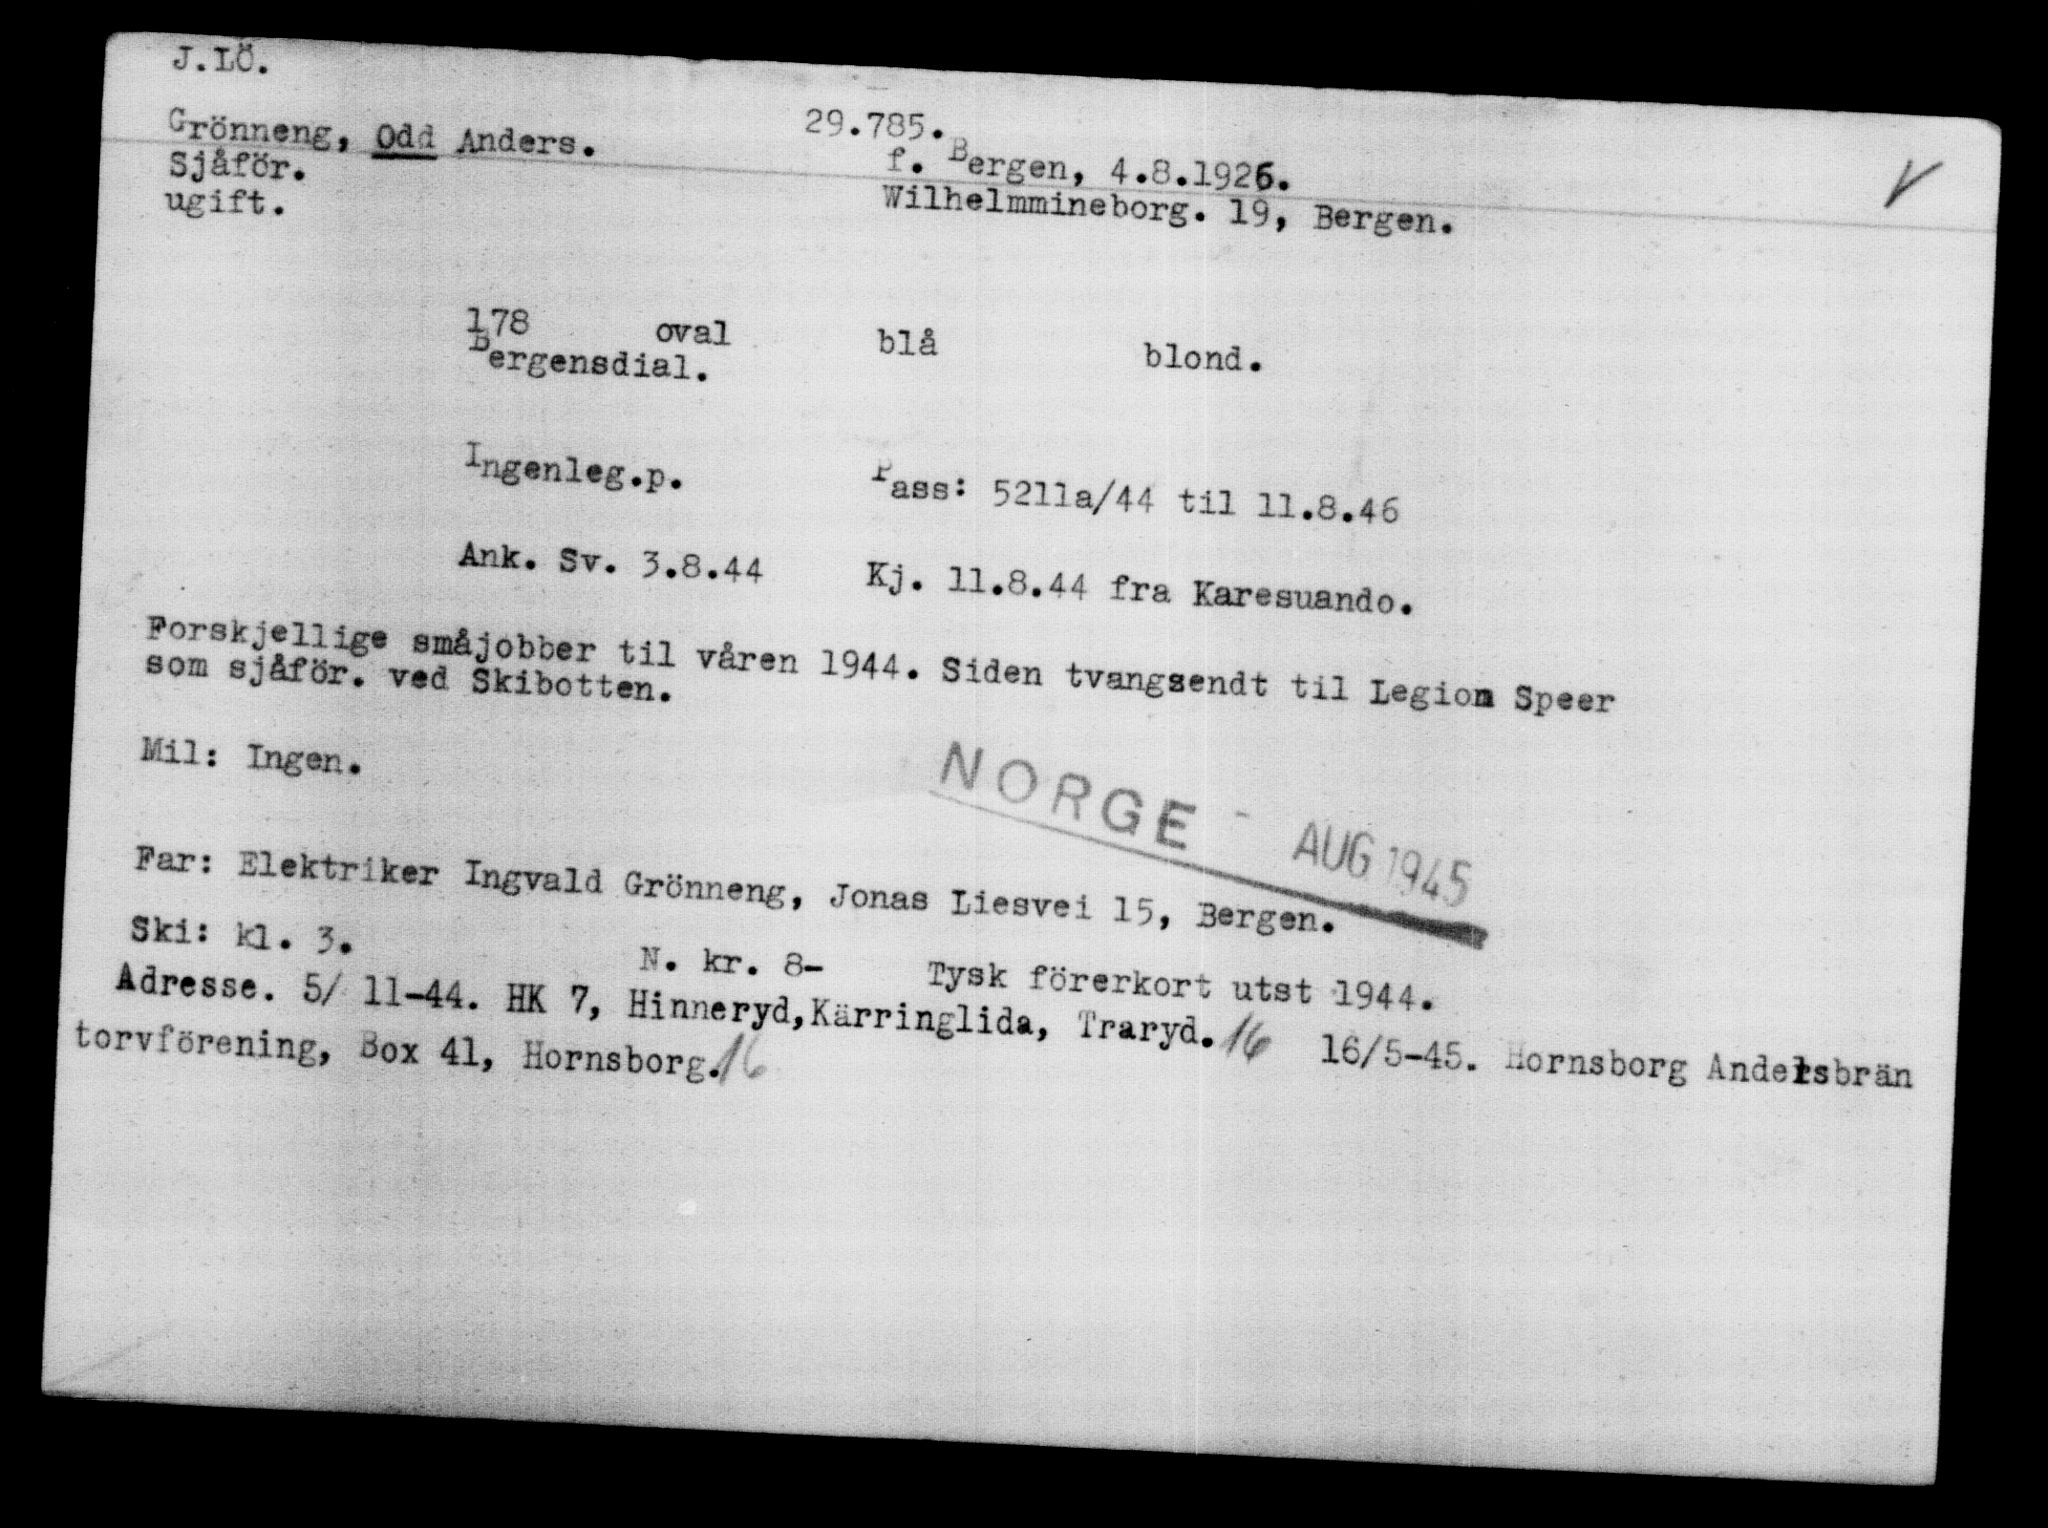 J.LÖ.
Grönneng, Odd Anders. 29.785.
Sjåför. f. Bergen, 4.8.1926.
ugift. Wilhelmmineborg. 19, Bergen.
178 oval blå blond.
Bergensdial.
Ingenleg.p. Pass: 5211a/44 til 11.8.46
Ank. Sv. 3.8.44 Kj. 11.8.44 fra Karesuando.
Forskjellige småjobber til våren 1944. Siden tvangsendt til Legion Speer
som sjåför. ved Skibotten.
Mil: Ingen.
NORGE - AUG 1945
Far: Elektriker Ingvald Grönneng, Jonas Liesvei 15, Bergen.
Ski: kl. 3. N. kr. 8- Tysk förerkort utst 1944.
Adresse. 5/ 11-44. HK 7, Hinneryd,Kärringlida, Traryd. 16 16/5-45. Hornsborg Andersbrän
torvförening, Box 41, Hornsborg. 16